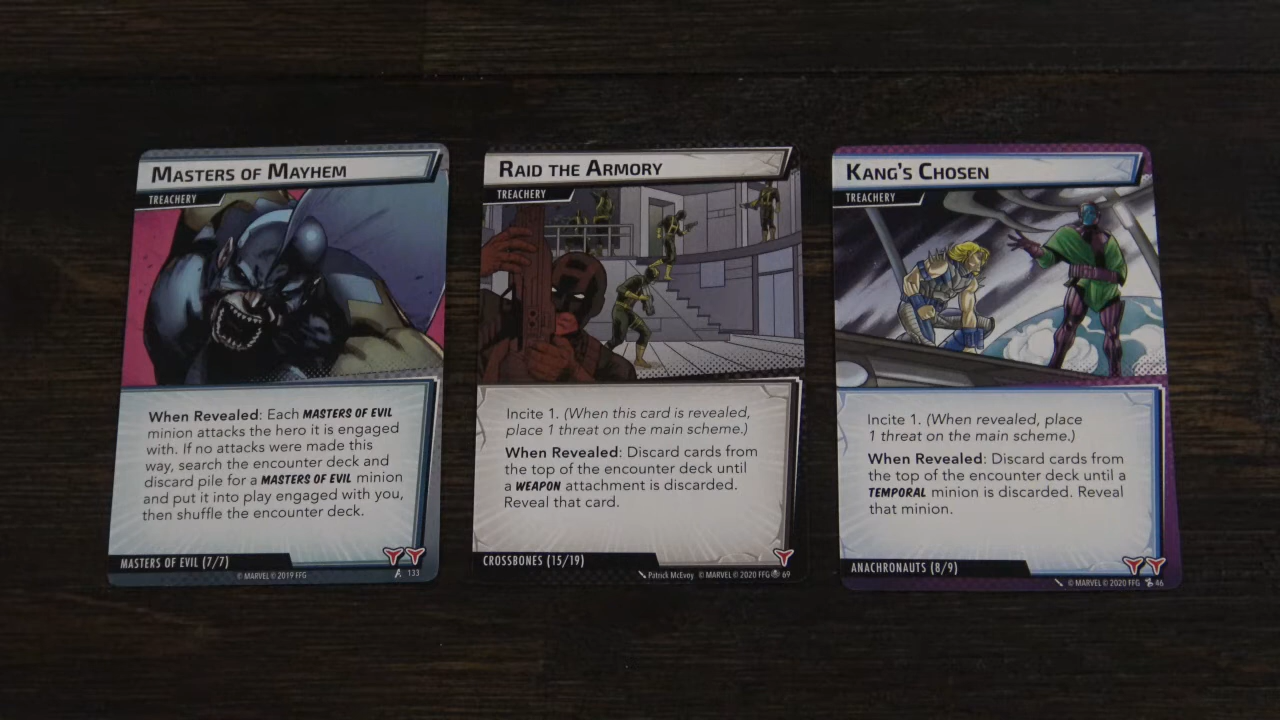 MASTERS OF MAYHEM
TREACHERY
When Revealed: Each MASTERS OF EVIL
minion attacks the hero it is engaged
with. If no attacks were made this
way, search the encounter deck and
discard pile for a MASTERS OF EVIL minion
and put it into play engaged with you,
then shuffle the encounter deck.
MASTERS OF EVIL (7/7)
© MARVEL © 2019 FFG
133
RAID THE ARMORY
TREACHERY
Incite 1. (When this card is revealed,
place 1 threat on the main scheme.)
When Revealed: Discard cards from
the top of the encounter deck until
a WEAPON attachment is discarded.
Reveal that card.
CROSSBONES (15/19)
Patrick McEvoy © MARVEL © 2020 FFG 69
KANG'S CHOSEN
TREACHERY
Incite 1. (When revealed, place
1 threat on the main scheme.)
When Revealed: Discard cards from
the top of the encounter deck until a
TEMPORAL minion is discarded. Reveal
that minion.
ANACHRONAUTS (8/9)
© MARVEL © 2020 FFG 46